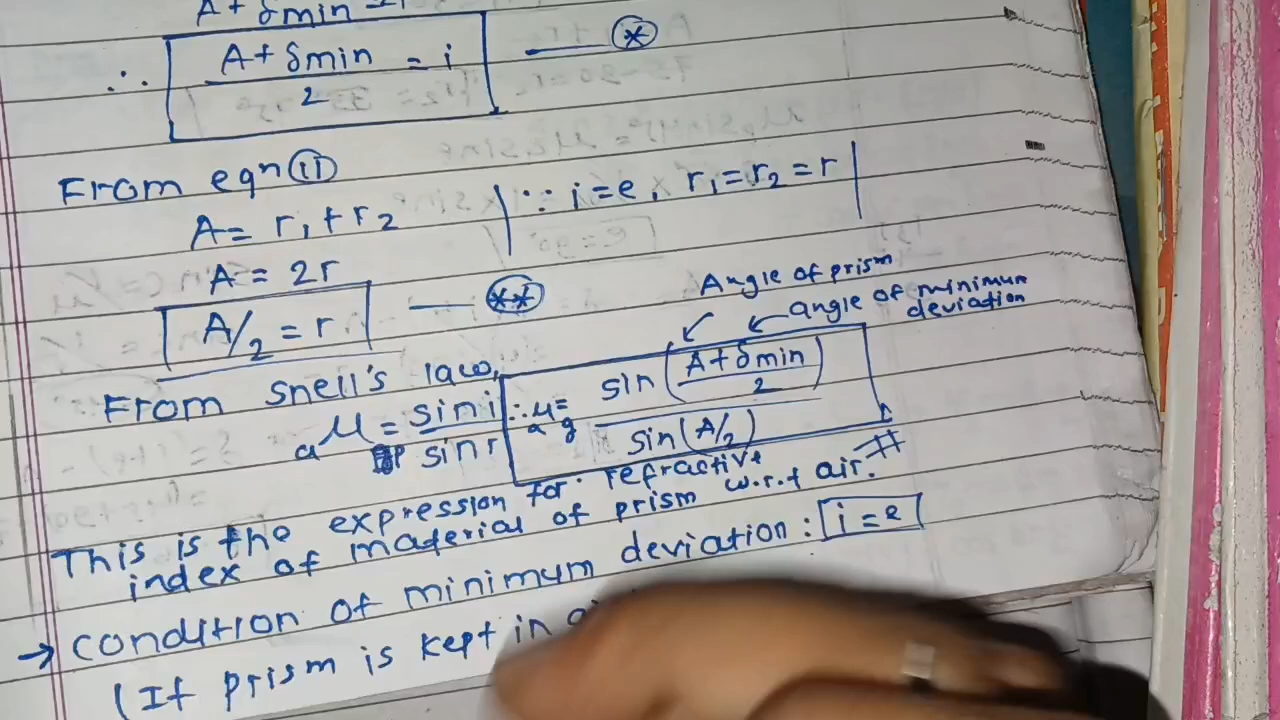 A + δmin =
∴ A + δmin / 2 = i —— (*)
From eqn (ii)
A = r₁ + r₂ | ∵ i = e, r₁ = r₂ = r |
A = 2r
A/2 = r —— (**)
Angle of prism
angle of minimum deviation
From snell's law,
aμ = sin i / sin r
∴ aμg = sin(A + δmin / 2) / sin(A/2)
This is the expression for refractive
index of material of prism w.r.t air. #
→ condition of minimum deviation : i = e
(If prism is kept in